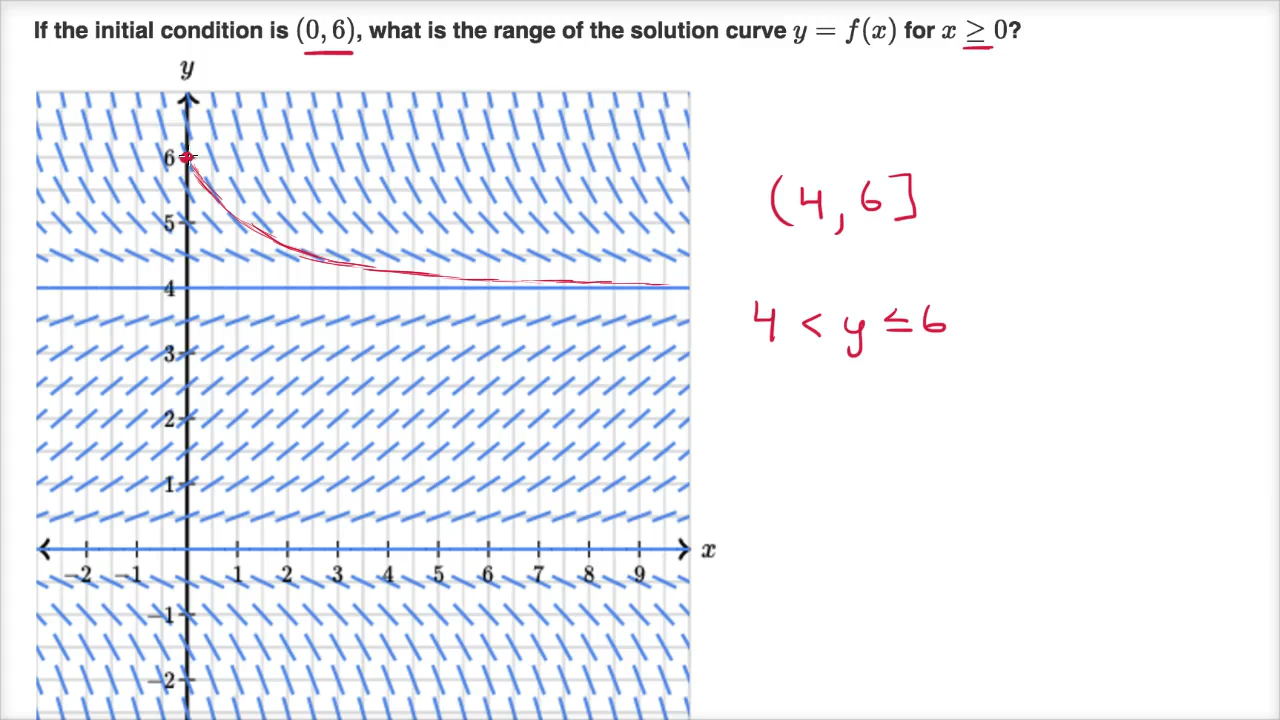 If the initial condition is (0, 6), what is the range of the solution curve y = f(x) for x ≥ 0?
y
6
(4, 6]
5
4
4 < y ≤ 6
3
2
1
x
−2 −1 1 2 3 4 5 6 7 8 9
−1
−2